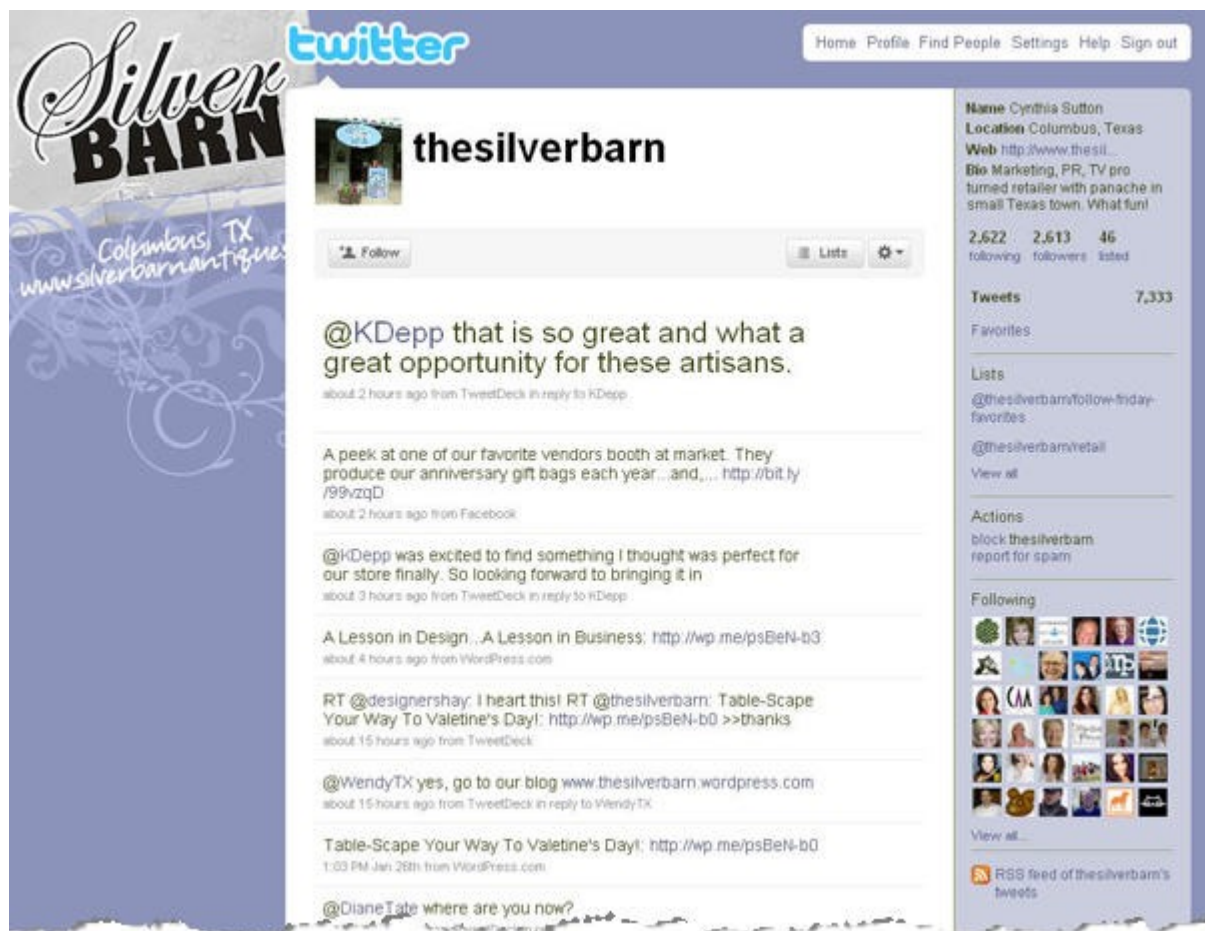 Silver
BARN
Columbus, TX
www.silverbarnantiques
twitter
Home Profile Find People Settings Help Sign out
thesilverbarn
Follow
Lists
@KDepp that is so great and what a
great opportunity for these artisans.
about 2 hours ago from TweetDeck in reply to KDepp
A peek at one of our favorite vendors booth at market. They
produce our anniversary gift bags each year...and,... http://bit.ly
/99vzqD
about 2 hours ago from Facebook
@KDepp was excited to find something I thought was perfect for
our store finally. So looking forward to bringing it in
about 3 hours ago from TweetDeck in reply to KDepp
A Lesson in Design...A Lesson in Business: http://wp.me/psBeN-b3
about 4 hours ago from WordPress.com
RT @designershay: I heart this! RT @thesilverbarn: Table-Scape
Your Way To Valetine's Day!: http://wp.me/psBeN-b0 >>thanks
about 15 hours ago from TweetDeck
@WendyTX yes, go to our blog www.thesilverbarn.wordpress.com
about 15 hours ago from TweetDeck in reply to WendyTX
Table-Scape Your Way To Valetine's Day!: http://wp.me/psBeN-b0
1:03 PM Jan 26th from WordPress.com
@DianeTate where are you now?
Name Cynthia Sutton
Location Columbus, Texas
Web http://www.thesil...
Bio Marketing, PR, TV pro
turned retailer with panache in
small Texas town. What fun!
2,622 2,613 46
following followers listed
Tweets 7,333
Favorites
Lists
@thesilverbarn/follow-friday-
favorites
@thesilverbarn/retail
View all
Actions
block thesilverbarn
report for spam
Following
CAA
View all...
RSS feed of thesilverbarn's
tweets